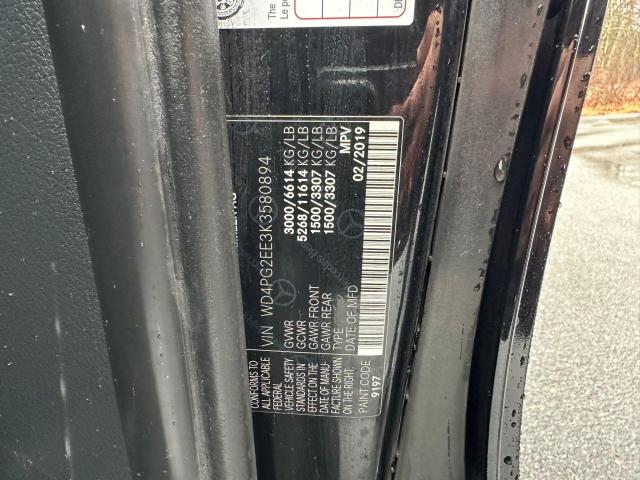 The
Le p
VIN WD4PG2EE3K3580894
GVWR 3000/6614 KG/LB
GCWR 5268/11614 KG/LB
GAWR FRONT 1500/3307 KG/LB
GAWR REAR 1500/3307 KG/LB
TYPE MPV
DATE OF MFD 02/2019
CONFORMS TO
ALL APPLICABLE
FEDERAL
VEHICLE SAFETY
STANDARDS IN
EFFECT ON THE
DATE OF MANU-
FACTURE SHOWN
ON THE RIGHT.
PAINT CODE
9197